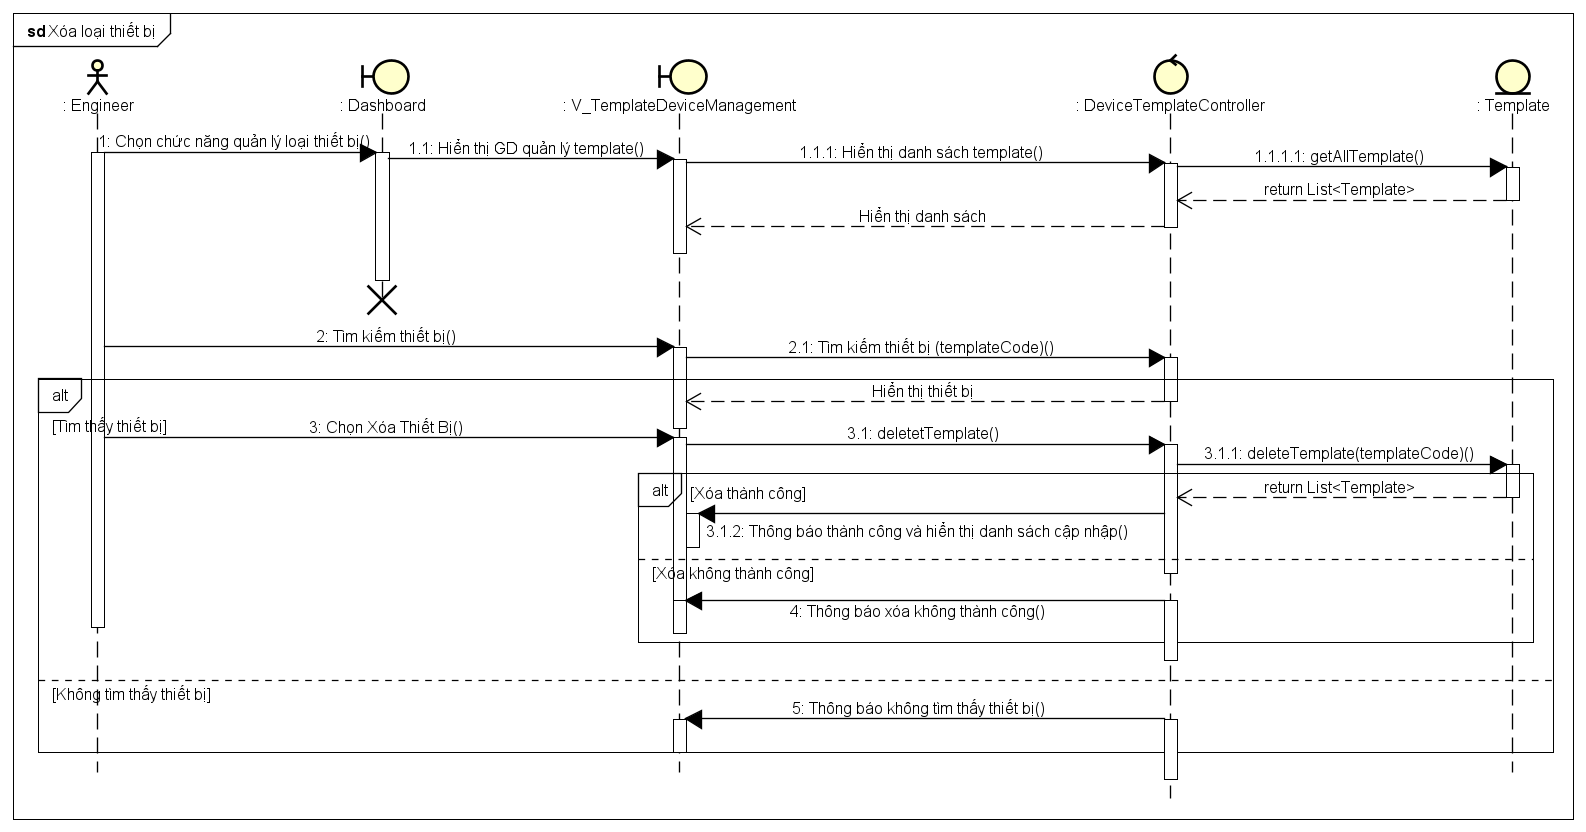 sd Xóa loại thiết bị
: Engineer
: Dashboard
: V_TemplateDeviceManagement
: DeviceTemplateController
: Template
1: Chọn chức năng quản lý loại thiết bị()
1.1: Hiển thị GD quản lý template()
1.1.1: Hiển thị danh sách template()
1.1.1.1: getAllTemplate()
return List<Template>
Hiển thị danh sách
2: Tìm kiếm thiết bị()
2.1: Tìm kiếm thiết bị (templateCode)()
alt
Hiển thị thiết bị
[Tìm thấy thiết bị]
3: Chọn Xóa Thiết Bị()
3.1: deletetTemplate()
3.1.1: deleteTemplate(templateCode)()
alt
[Xóa thành công]
return List<Template>
3.1.2: Thông báo thành công và hiển thị danh sách cập nhập()
[Xóa không thành công]
4: Thông báo xóa không thành công()
[Không tìm thấy thiết bị]
5: Thông báo không tìm thấy thiết bị()